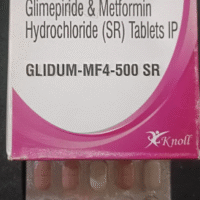 Glimepiride & Metformin
Hydrochloride (SR) Tablets IP
GLIDUM-MF4-500 SR
Knoll